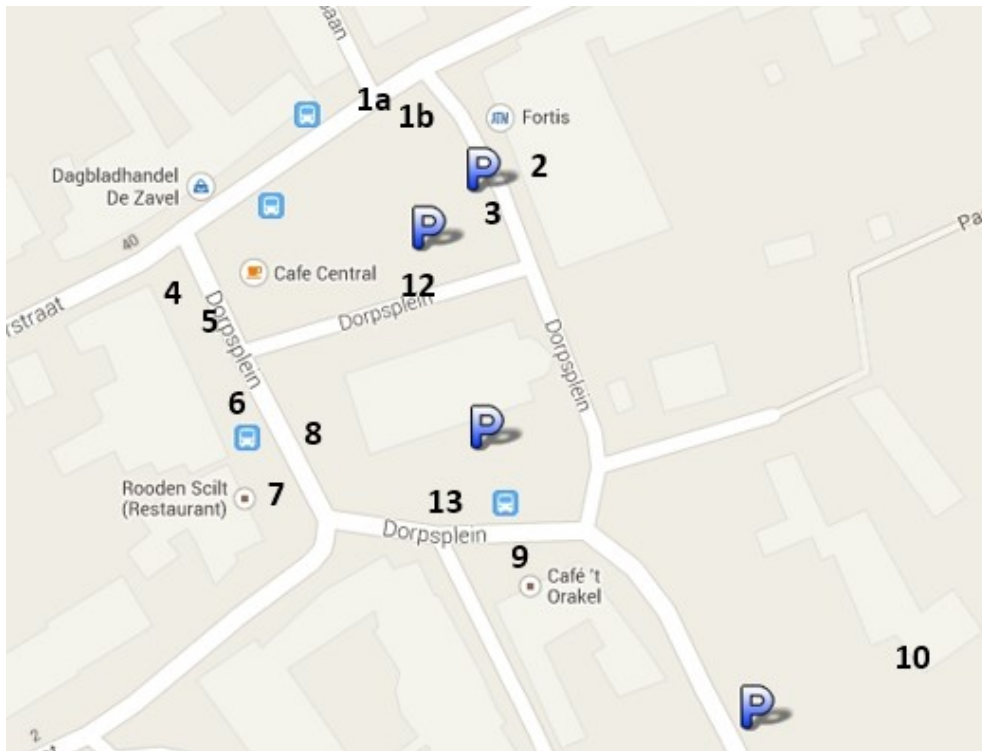 baan
1a
1b
Fortis
2
P
Dagbladhandel
De Zavel
3
P
Pa
40
Cafe Central
4
12
rstraat
5
Dorpsplein
Dorpsplein
Dorpsplein
6
8
P
Rooden Scilt
(Restaurant)
7
13
Dorpsplein
9
Café 't
Orakel
10
P
2